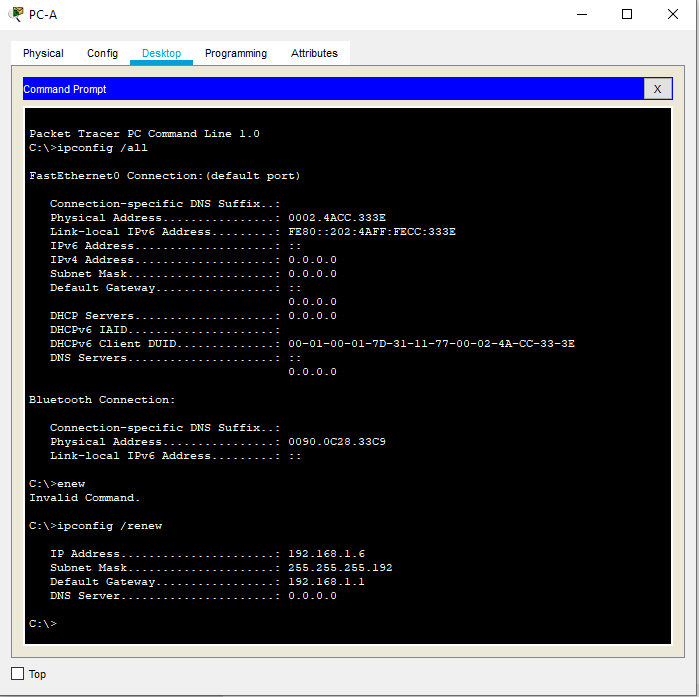 PC-A
Physical Config Desktop Programming Attributes
Command Prompt X
Packet Tracer PC Command Line 1.0
C:\>ipconfig /all
FastEthernet0 Connection:(default port)
Connection-specific DNS Suffix..:
Physical Address................: 0002.4ACC.333E
Link-local IPv6 Address.........: FE80::202:4AFF:FECC:333E
IPv6 Address....................: ::
IPv4 Address....................: 0.0.0.0
Subnet Mask.....................: 0.0.0.0
Default Gateway.................: ::
0.0.0.0
DHCP Servers....................: 0.0.0.0
DHCPv6 IAID.....................:
DHCPv6 Client DUID..............: 00-01-00-01-7D-31-11-77-00-02-4A-CC-33-3E
DNS Servers.....................: ::
0.0.0.0
Bluetooth Connection:
Connection-specific DNS Suffix..:
Physical Address................: 0090.0C28.33C9
Link-local IPv6 Address.........: ::
C:\>enew
Invalid Command.
C:\>ipconfig /renew
IP Address......................: 192.168.1.6
Subnet Mask.....................: 255.255.255.192
Default Gateway.................: 192.168.1.1
DNS Server......................: 0.0.0.0
C:\>
Top